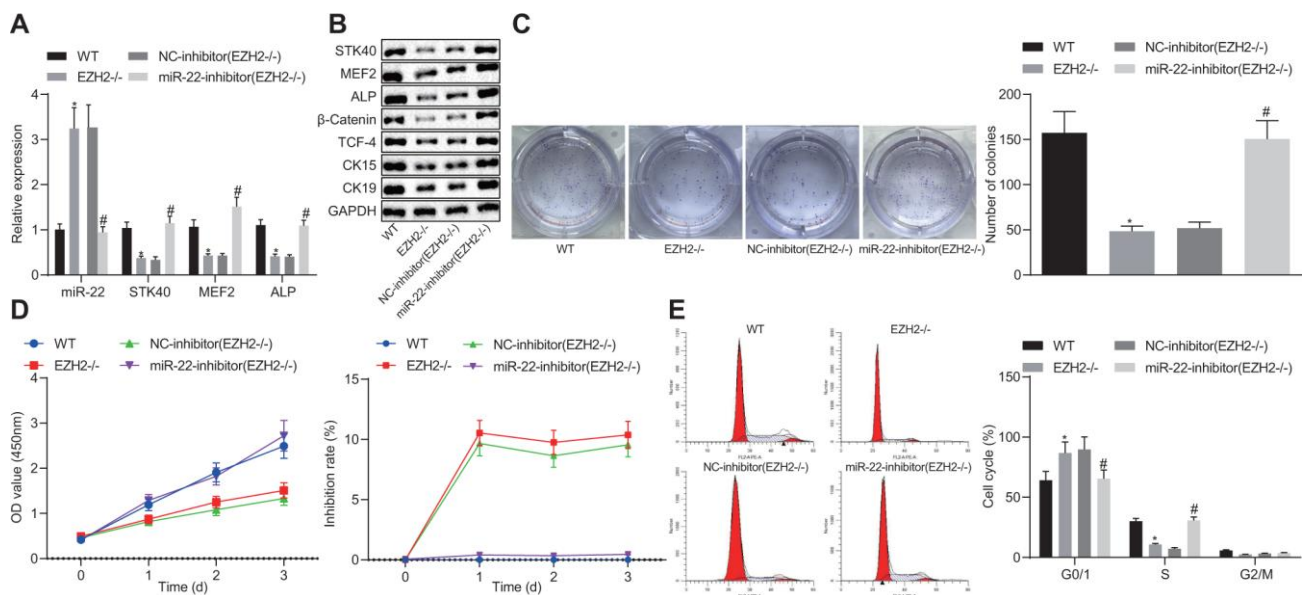 A
WT
NC-inhibitor(EZH2-/-)
EZH2-/-
miR-22-inhibitor(EZH2-/-)
Relative expression
4
3
2
1
0
*
#
*
#
*
#
*
#
miR-22
STK40
MEF2
ALP
B
STK40
MEF2
ALP
β-Catenin
TCF-4
CK15
CK19
GAPDH
WT
EZH2-/-
NC-inhibitor(EZH2-/-)
miR-22-inhibitor(EZH2-/-)
C
WT
EZH2-/-
NC-inhibitor(EZH2-/-)
miR-22-inhibitor(EZH2-/-)
WT
NC-inhibitor(EZH2-/-)
EZH2-/-
miR-22-inhibitor(EZH2-/-)
Number of colonies
200
150
100
50
0
*
#
D
WT
NC-inhibitor(EZH2-/-)
EZH2-/-
miR-22-inhibitor(EZH2-/-)
OD value (450nm)
4
3
2
1
0
0
1
2
3
Time (d)
WT
NC-inhibitor(EZH2-/-)
EZH2-/-
miR-22-inhibitor(EZH2-/-)
Inhibition rate (%)
15
10
5
0
0
1
2
3
Time (d)
E
WT
EZH2-/-
Number
Number
NC-inhibitor(EZH2-/-)
miR-22-inhibitor(EZH2-/-)
Number
Number
WT
NC-inhibitor(EZH2-/-)
EZH2-/-
miR-22-inhibitor(EZH2-/-)
Cell cycle (%)
150
100
50
0
*
#
*
#
G0/1
S
G2/M